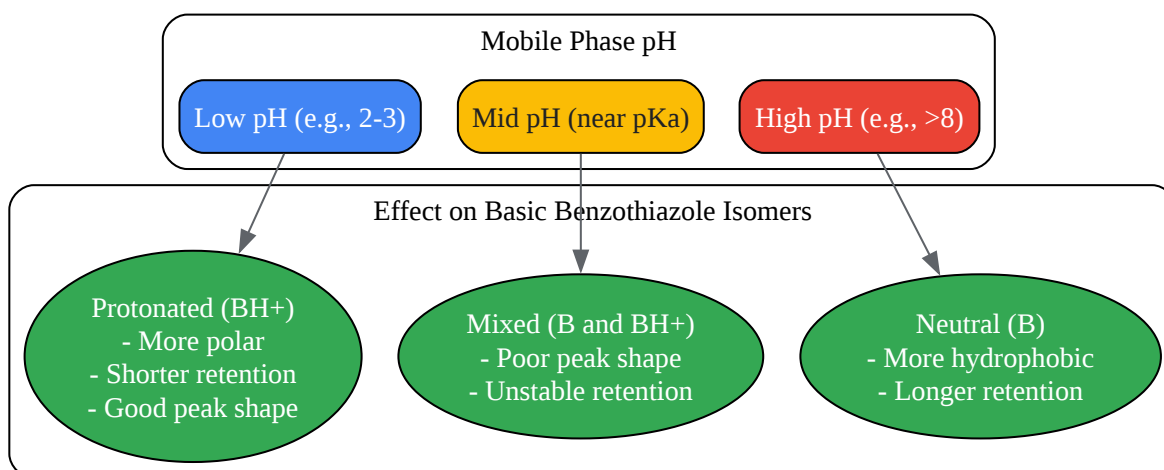 Mobile Phase pH
Low pH (e.g., 2-3)
Mid pH (near pKa)
High pH (e.g., >8)
Effect on Basic Benzothiazole Isomers
Protonated (BH+)
- More polar
- Shorter retention
- Good peak shape
Mixed (B and BH+)
- Poor peak shape
- Unstable retention
Neutral (B)
- More hydrophobic
- Longer retention